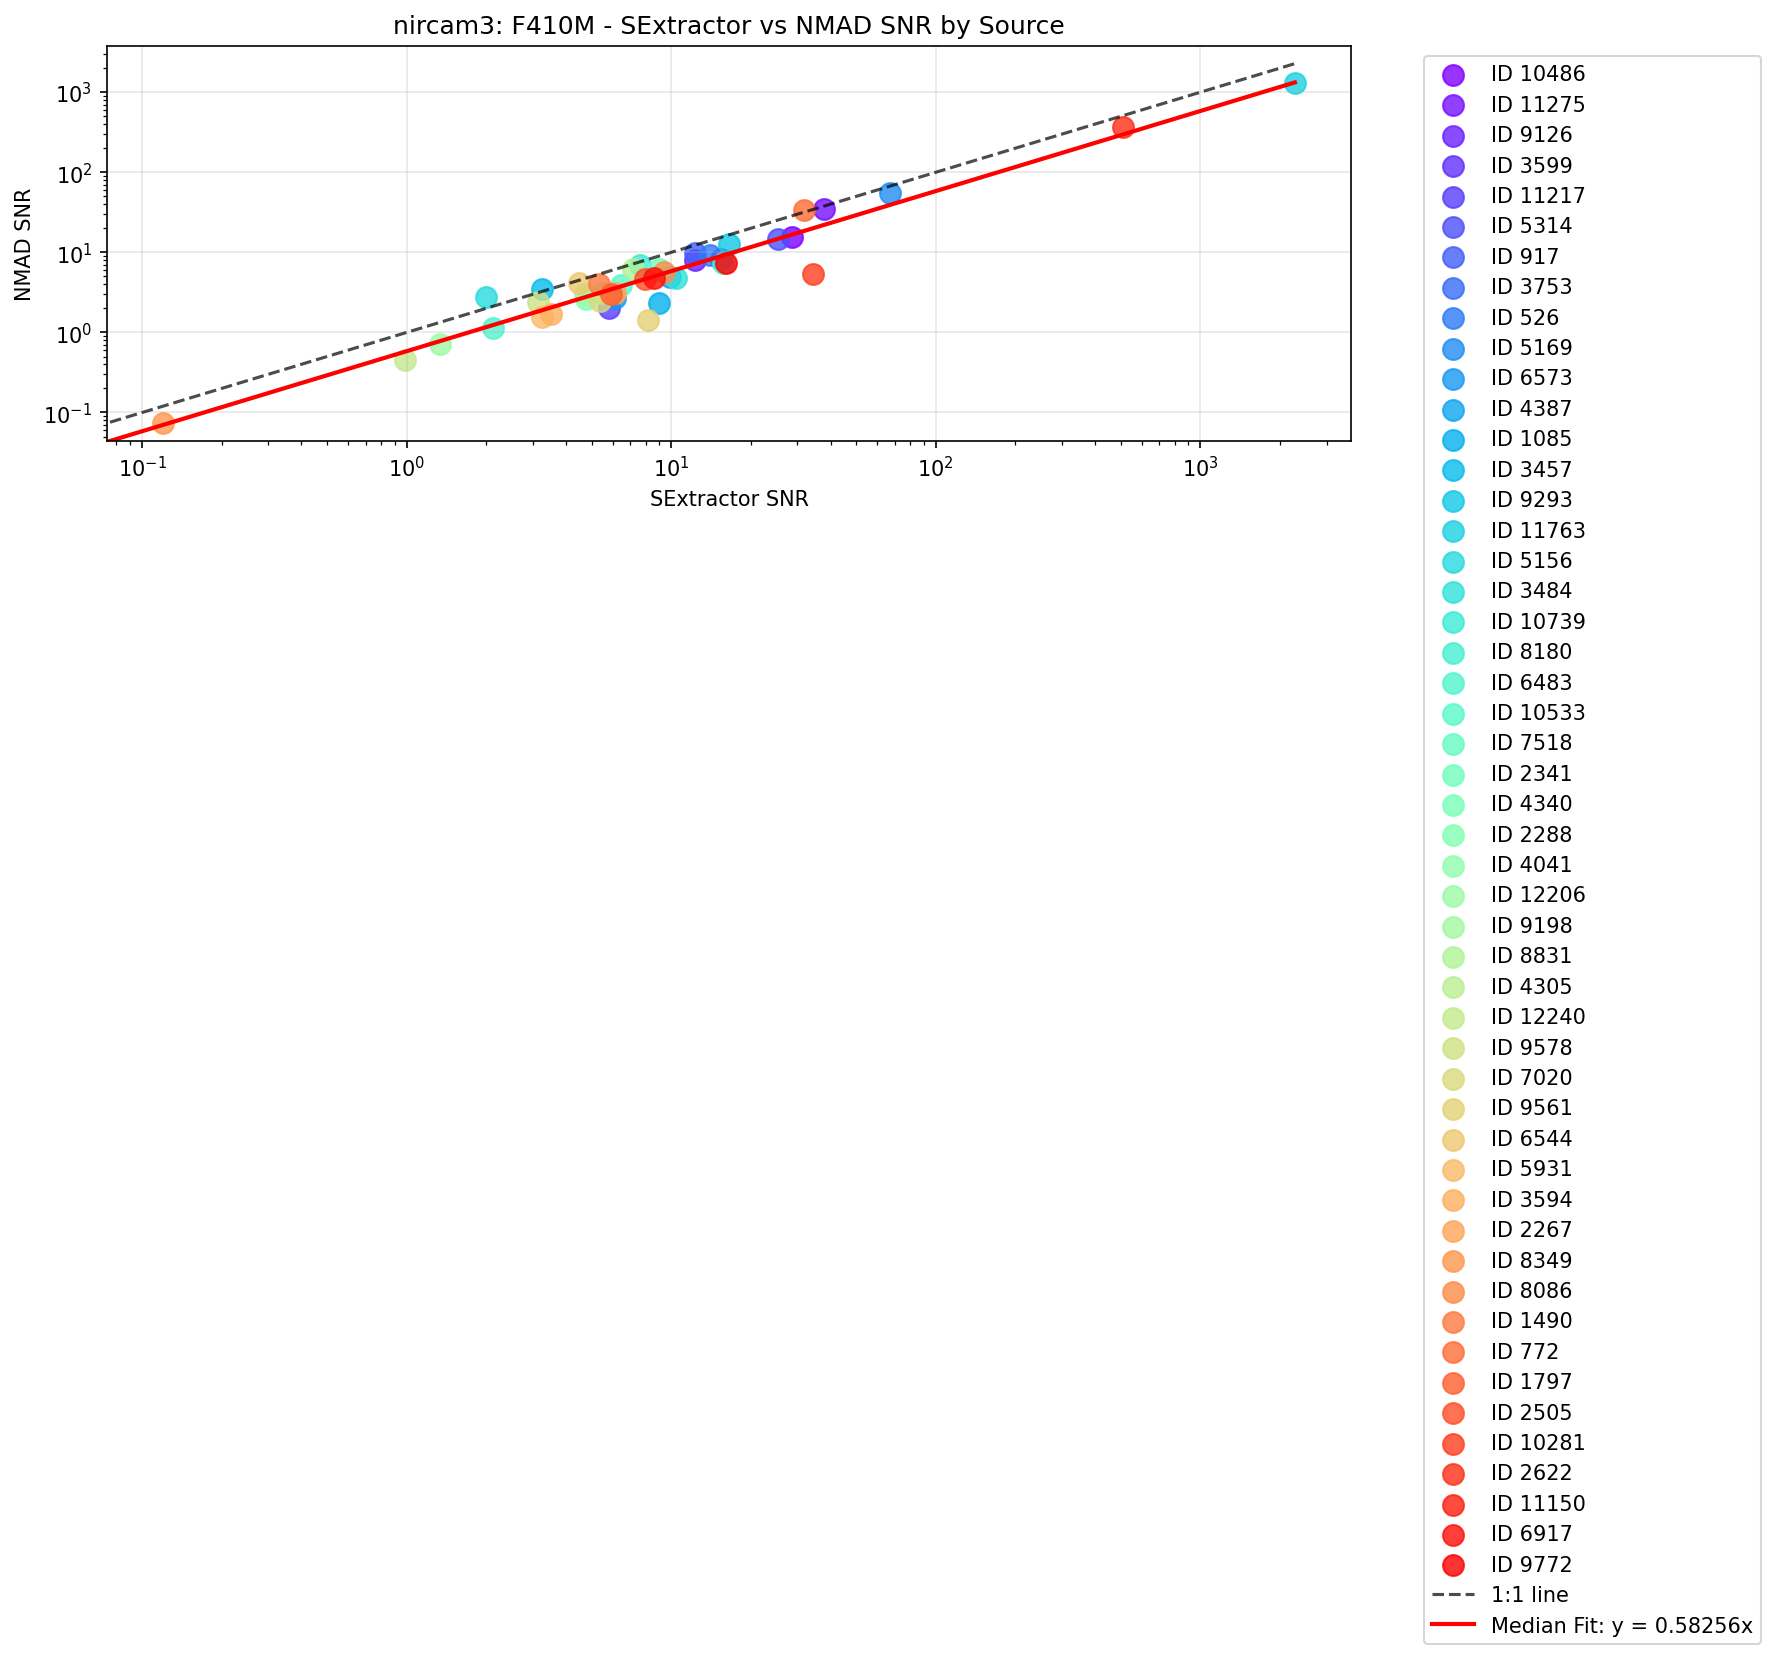 nircam3: F410M - SExtractor vs NMAD SNR by Source
NMAD SNR
10³
10²
10¹
10⁰
10⁻¹
10⁻¹ 10⁰ 10¹ 10² 10³
SExtractor SNR
ID 10486
ID 11275
ID 9126
ID 3599
ID 11217
ID 5314
ID 917
ID 3753
ID 526
ID 5169
ID 6573
ID 4387
ID 1085
ID 3457
ID 9293
ID 11763
ID 5156
ID 3484
ID 10739
ID 8180
ID 6483
ID 10533
ID 7518
ID 2341
ID 4340
ID 2288
ID 4041
ID 12206
ID 9198
ID 8831
ID 4305
ID 12240
ID 9578
ID 7020
ID 9561
ID 6544
ID 5931
ID 3594
ID 2267
ID 8349
ID 8086
ID 1490
ID 772
ID 1797
ID 2505
ID 10281
ID 2622
ID 11150
ID 6917
ID 9772
1:1 line
Median Fit: y = 0.58256x